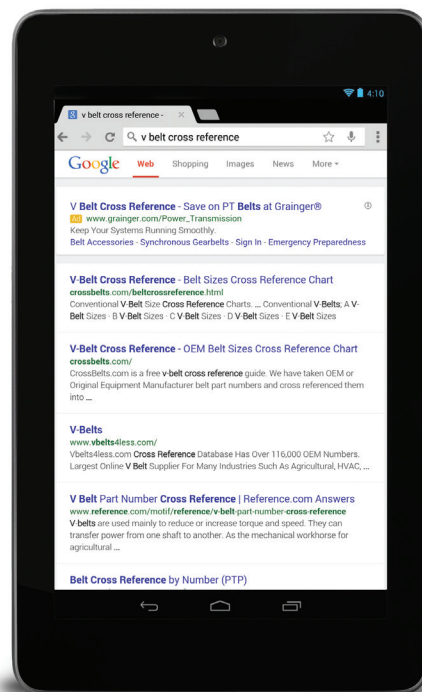 4:10
v belt cross reference -
v belt cross reference
Google Web Shopping Images News More
V Belt Cross Reference - Save on PT Belts at Grainger®
Ad www.grainger.com/Power_Transmission
Keep Your Systems Running Smoothly.
Belt Accessories - Synchronous Gearbelts - Sign In - Emergency Preparedness
V-Belt Cross Reference - Belt Sizes Cross Reference Chart
crossbelts.com/beltcrossreference.html
Conventional V-Belt Size Cross Reference Charts. ..., Conventional V-Belts; A V-
Belt Sizes · B V-Belt Sizes · C V-Belt Sizes · D V-Belt Sizes · E V-Belt Sizes
V-Belt Cross Reference - OEM Belt Sizes Cross Reference Chart
crossbelts.com/
CrossBelts.com is a free v-belt cross reference guide. We have taken OEM or
Original Equipment Manufacturer belt part numbers and cross referenced them
into ...
V-Belts
www.vbelts4less.com/
Vbelts4less.com Cross Reference Database Has Over 116,000 OEM Numbers.
Largest Online V Belt Supplier For Many Industries Such As Agricultural, HVAC, ...
V Belt Part Number Cross Reference | Reference.com Answers
www.reference.com/motif/reference/v-belt-part-number-cross-reference
V-belts are used mainly to reduce or increase torque and speed. They can
transfer power from one shaft to another. As the mechanical workhorse for
agricultural ...
Belt Cross Reference by Number (PTP)